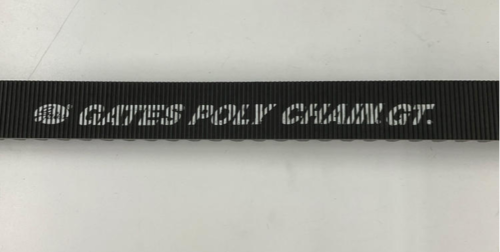 GATES POLY CHAIN GT.